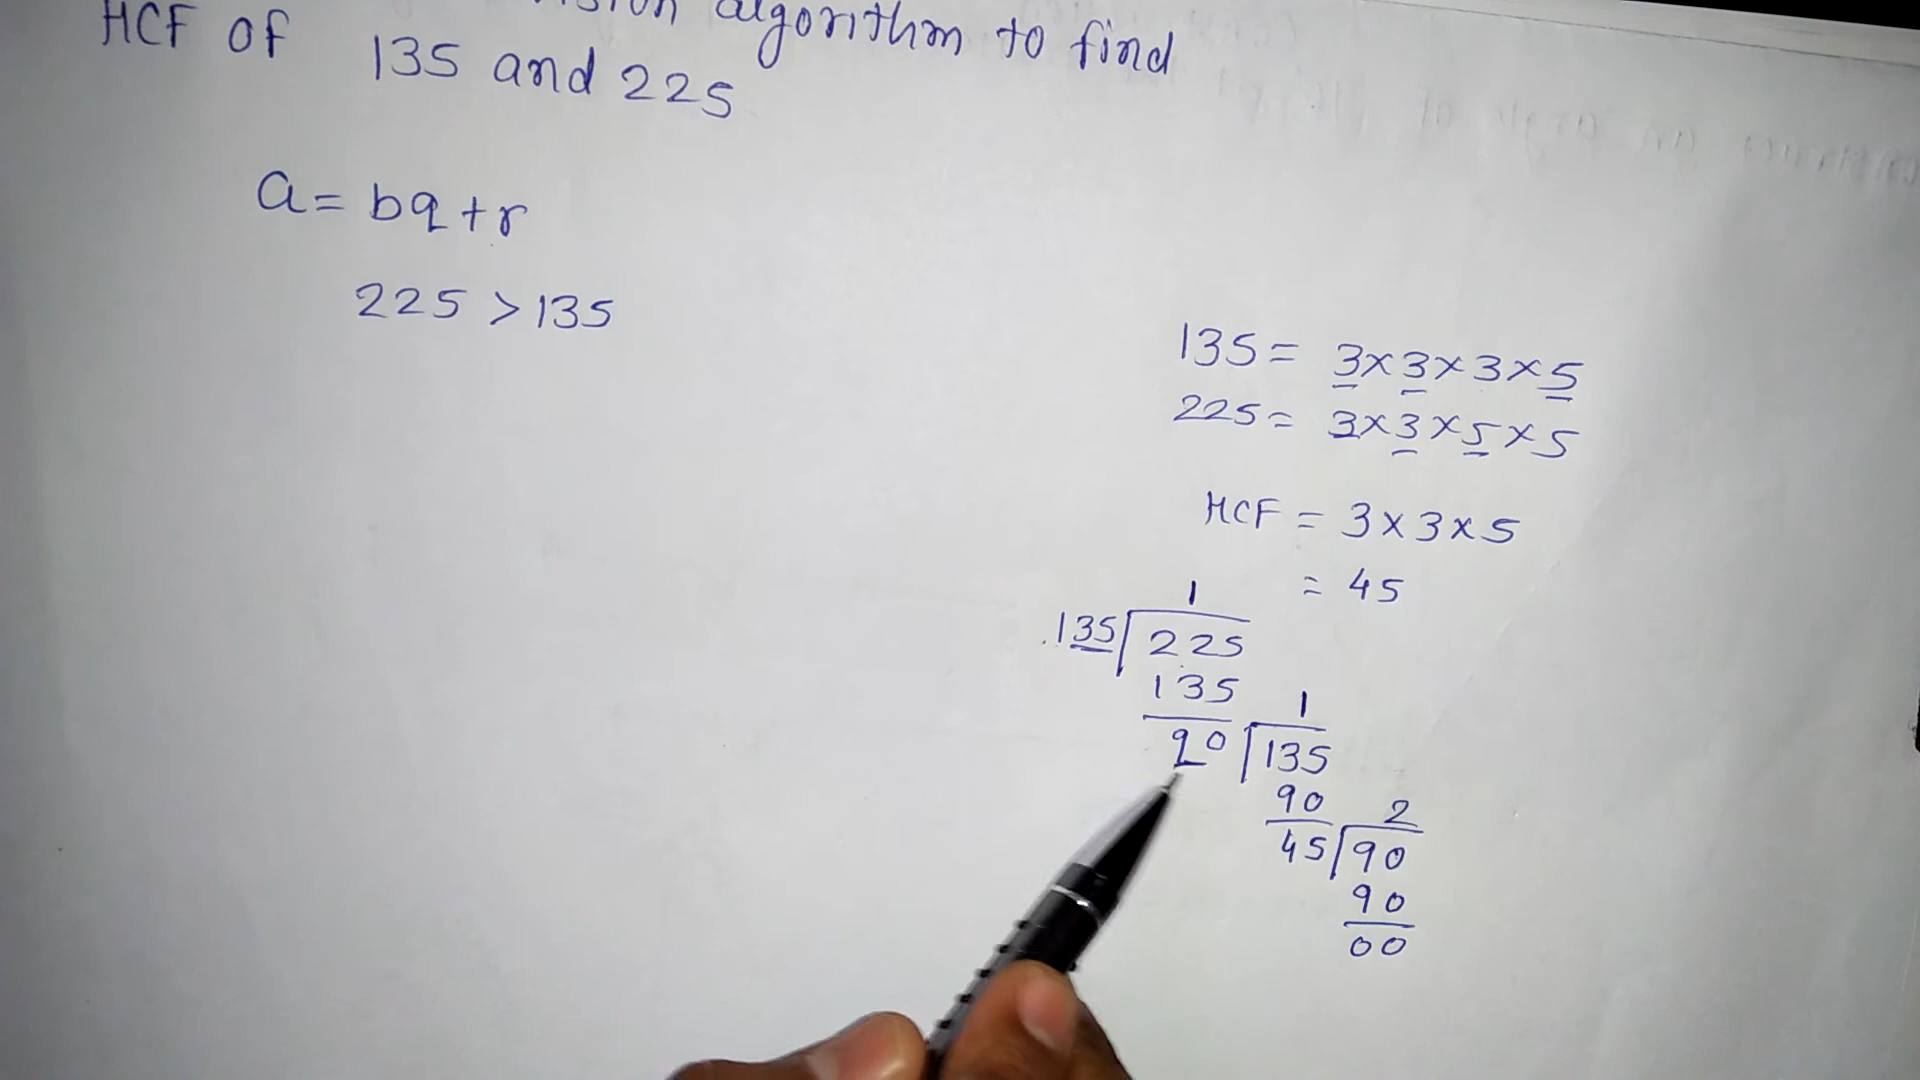 algorithm to find
HCF of 135 and 225
a = bq + r
225 > 135
135 = 3 × 3 × 3 × 5
225 = 3 × 3 × 5 × 5
HCF = 3 × 3 × 5
= 45
1
135 225
135 1
90 135
90 2
45 90
90
00